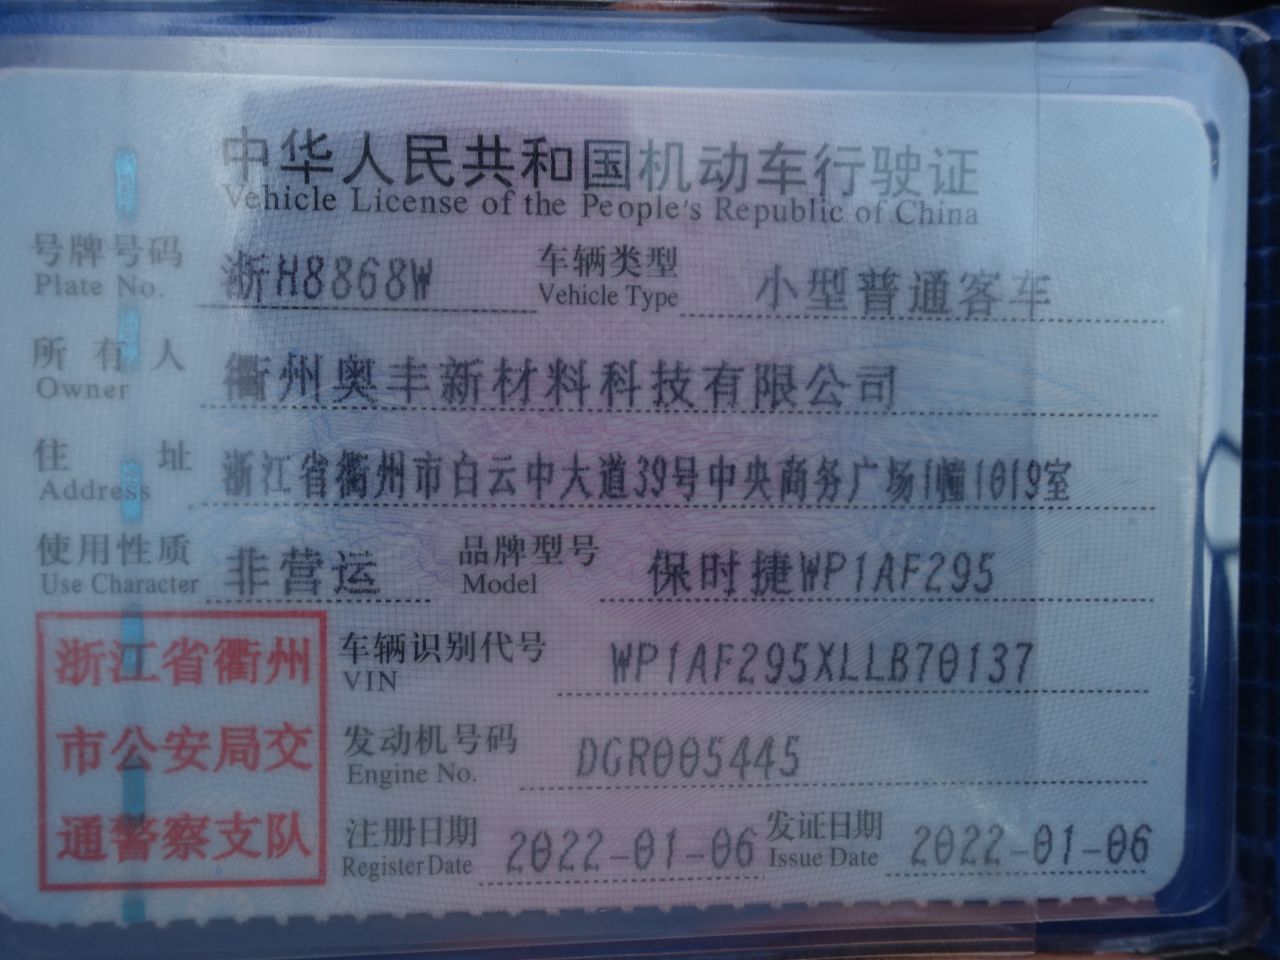 中华人民共和国机动车行驶证
Vehicle License of the People's Republic of China
号牌号码 浙H8868W 车辆类型 小型普通客车
Plate No. Vehicle Type
所有人 衢州奥丰新材料科技有限公司
Owner
住址 浙江省衢州市白云中大道39号中央商务广场1幢1019室
Address
使用性质 非营运 品牌型号 保时捷WP1AF295
Use Character Model
浙江省衢州
市公安局交
通警察支队
车辆识别代号 WP1AF295XLLB70137
VIN
发动机号码 DGR005445
Engine No.
注册日期 2022-01-06 发证日期 2022-01-06
Register Date Issue Date